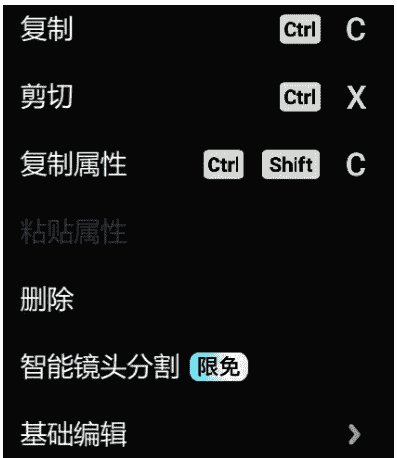 复制 Ctrl C
剪切 Ctrl X
复制属性 Ctrl Shift C
粘贴属性
删除
智能镜头分割 限免
基础编辑